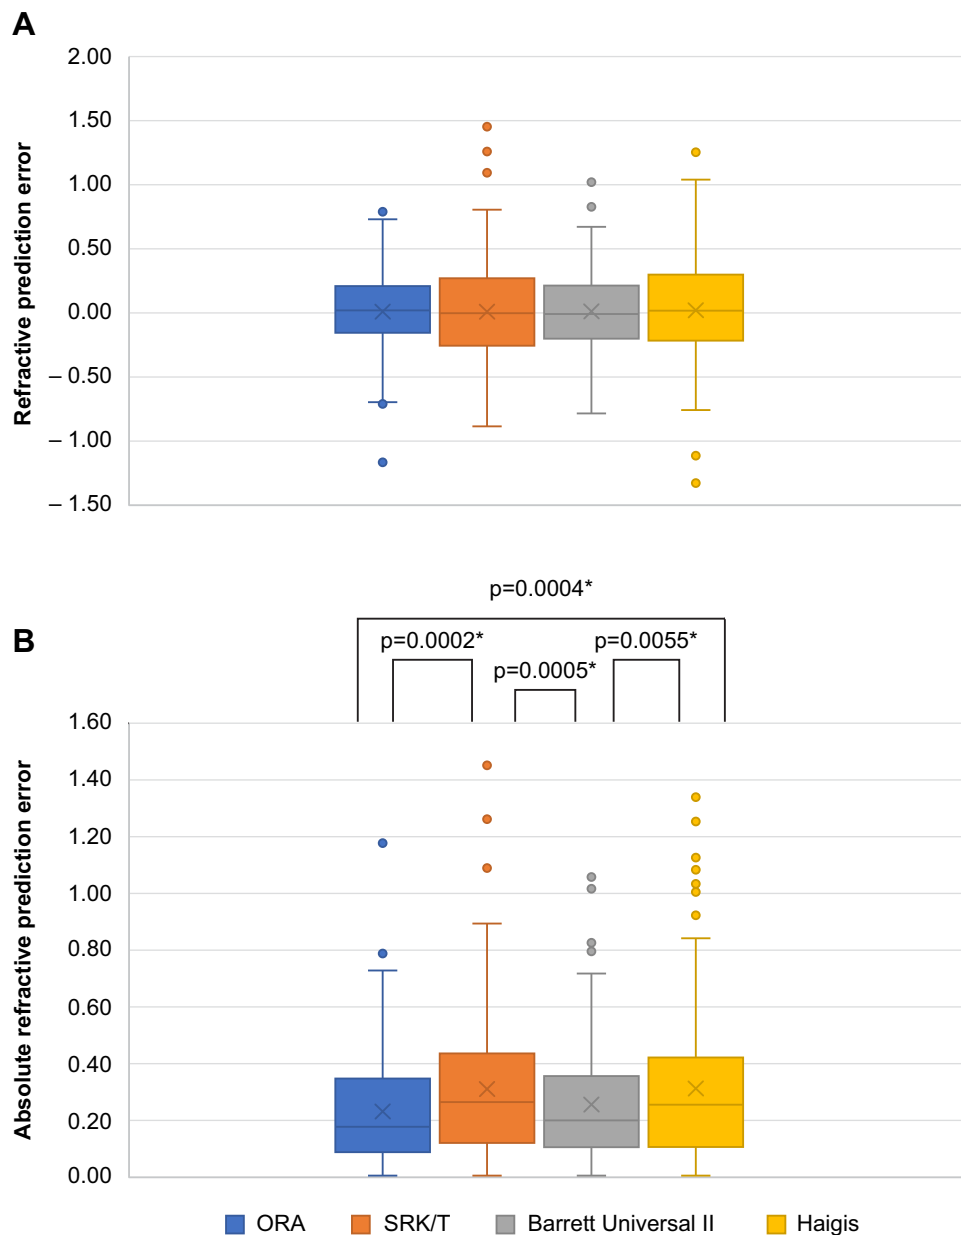 A
Refractive prediction error
2.00
1.50
1.00
0.50
0.00
– 0.50
– 1.00
– 1.50
p=0.0004*
B
p=0.0002*
p=0.0055*
p=0.0005*
Absolute refractive prediction error
1.60
1.40
1.20
1.00
0.80
0.60
0.40
0.20
0.00
ORA SRK/T Barrett Universal II Haigis